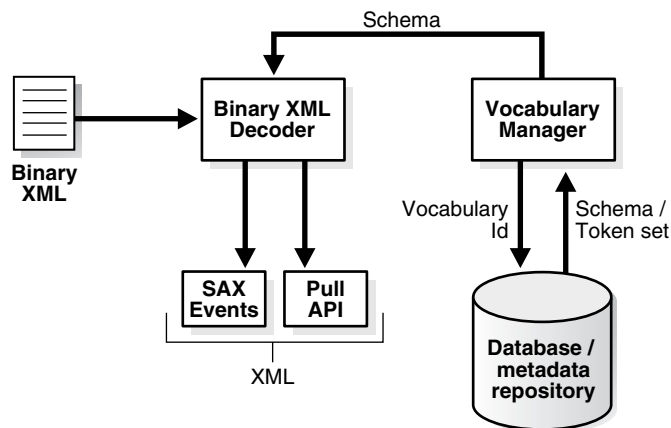 Schema
Binary XML
Decoder
Vocabulary
Manager
Binary
XML
Vocabulary
Id
Schema /
Token set
SAX
Events
Pull
API
XML
Database /
metadata
repository